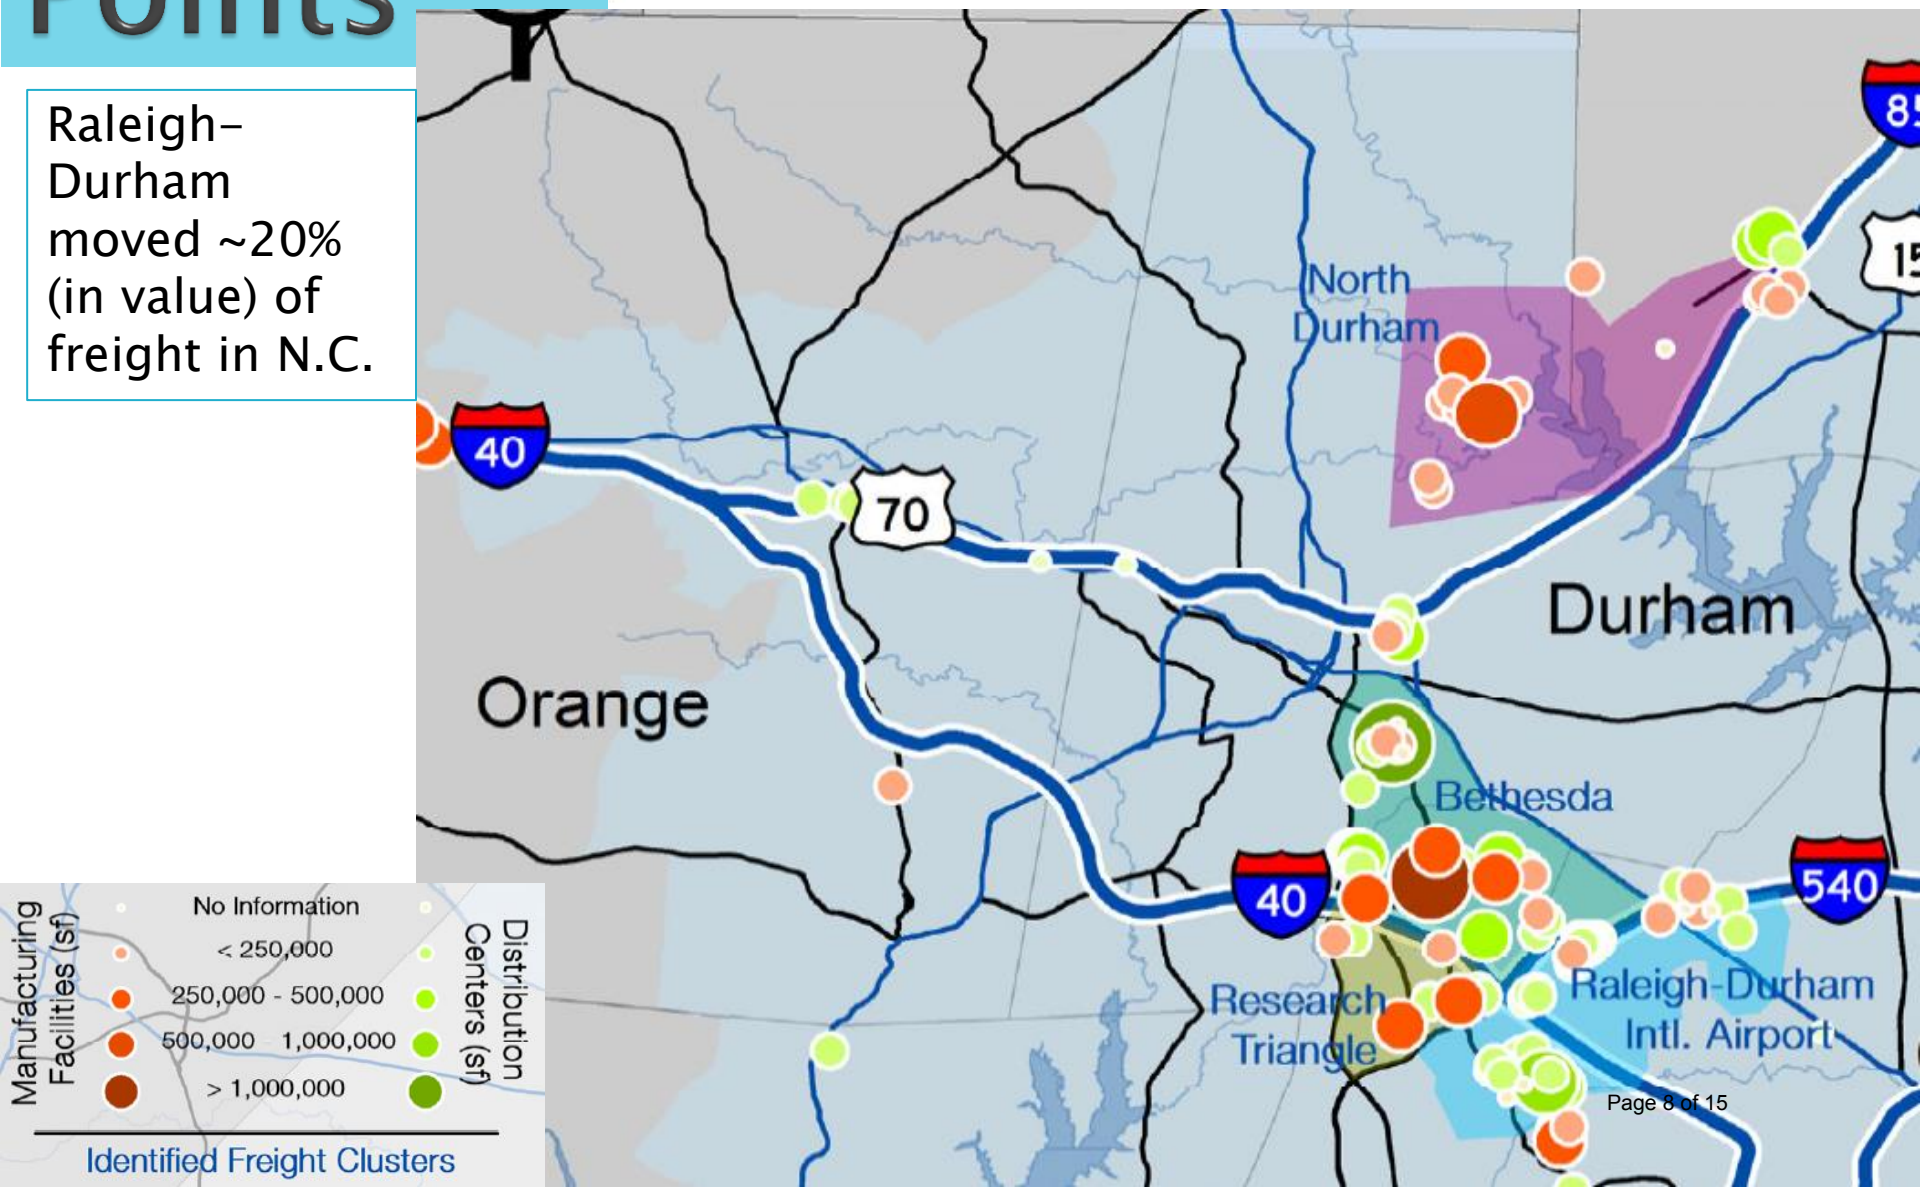 Points
Raleigh-
Durham
moved ~20%
(in value) of
freight in N.C.
85
15
North
Durham
40
70
Durham
Orange
Bethesda
40
540
Research
Triangle
Raleigh-Durham
Intl. Airport
Page 8 of 15
Manufacturing
Facilities (sf)
No Information
< 250,000
250,000 - 500,000
500,000 1,000,000
> 1,000,000
Distribution
Centers (sf)
Identified Freight Clusters